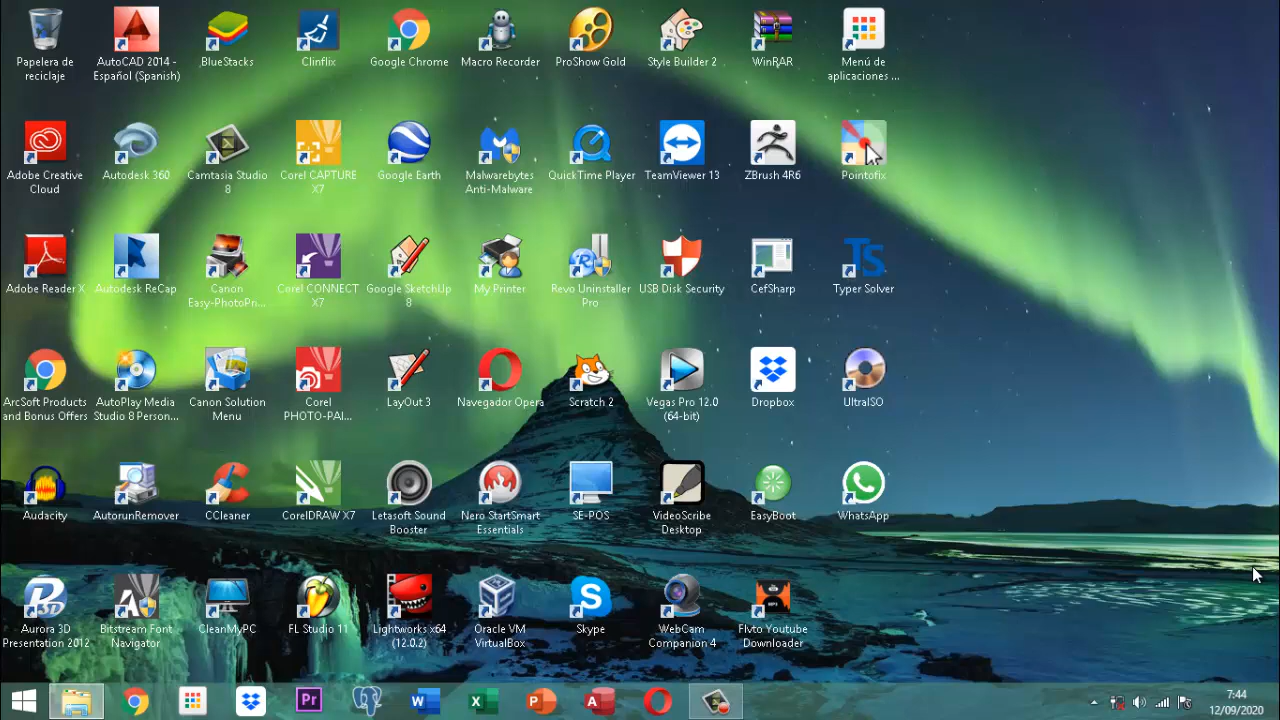 Papelera de
reciclaje
AutoCAD 2014 -
Español (Spanish)
BlueStacks
Clinflix
Google Chrome
Macro Recorder
ProShow Gold
Style Builder 2
WinRAR
Menú de
aplicaciones ...
Adobe Creative
Cloud
Autodesk 360
Camtasia Studio
8
Corel CAPTURE
X7
Google Earth
Malwarebytes
Anti-Malware
QuickTime Player
TeamViewer 13
ZBrush 4R6
Pointofix
Adobe Reader X
Autodesk ReCap
Canon
Easy-PhotoPri...
Corel CONNECT
X7
Google SketchUp
8
My Printer
Revo Uninstaller
Pro
USB Disk Security
CefSharp
TS
Typer Solver
ArcSoft Products
and Bonus Offers
AutoPlay Media
Studio 8 Person...
Canon Solution
Menu
Corel
PHOTO-PAI...
LayOut 3
Navegador Opera
Scratch 2
Vegas Pro 12.0
(64-bit)
Dropbox
UltraISO
Audacity
AutorunRemover
CCleaner
CorelDRAW X7
Letasoft Sound
Booster
Nero StartSmart
Essentials
SE-POS
VideoScribe
Desktop
EasyBoot
WhatsApp
Aurora 3D
Presentation 2012
Bitstream Font
Navigator
CleanMyPC
FL Studio 11
Lightworks x64
(12.0.2)
Oracle VM
VirtualBox
Skype
WebCam
Companion 4
Flvto Youtube
Downloader
Pr
W
X
P
A
7:44
12/09/2020